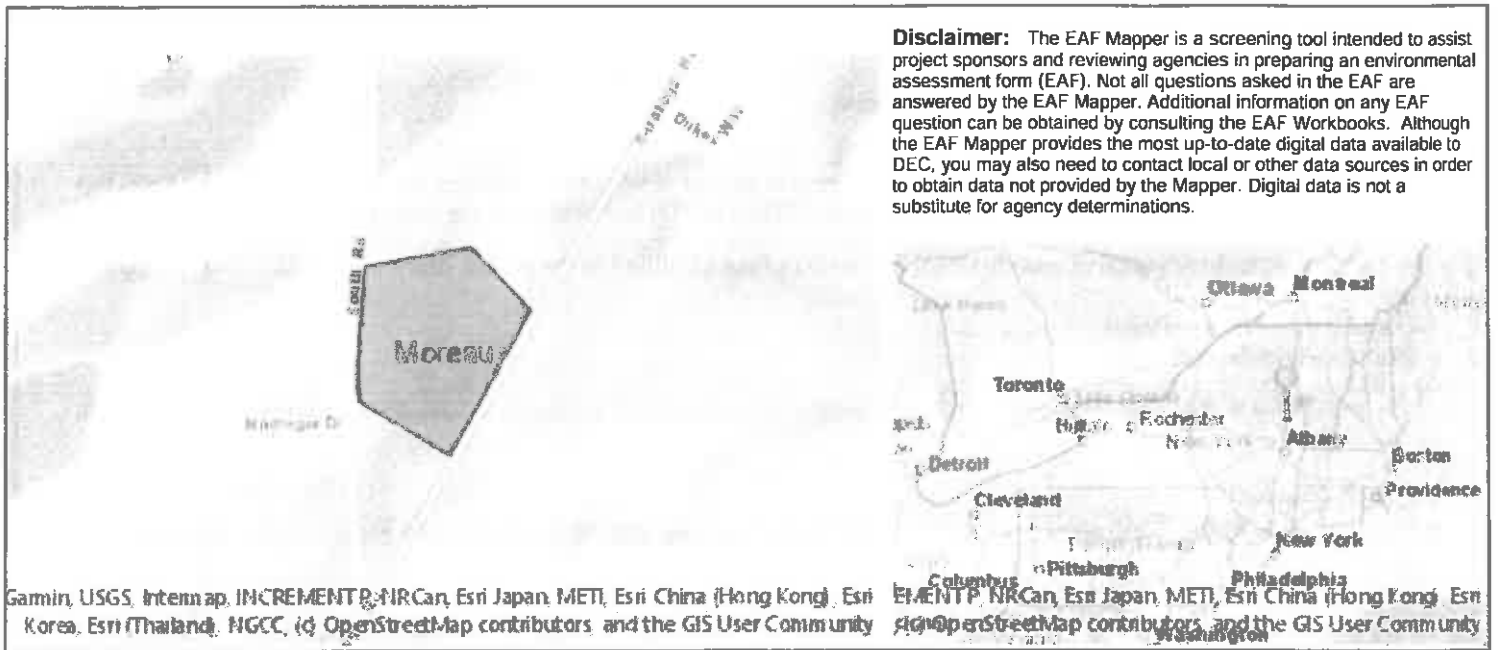 Disclaimer: The EAF Mapper is a screening tool intended to assist
project sponsors and reviewing agencies in preparing an environmental
assessment form (EAF). Not all questions asked in the EAF are
answered by the EAF Mapper. Additional information on any EAF
question can be obtained by consulting the EAF Workbooks. Although
the EAF Mapper provides the most up-to-date digital data available to
DEC, you may also need to contact local or other data sources in order
to obtain data not provided by the Mapper. Digital data is not a
substitute for agency determinations.
South Rd
Moreau
Ottawa
Montreal
Toronto
Rochester
Albany
Boston
Detroit
Providence
Cleveland
New York
Pittsburgh
Columbus
Philadelphia
Washington
Garmin, USGS, Intermap, INCREMENT P, NRCan, Esri Japan, METI, Esri China (Hong Kong), Esri
Korea, Esri (Thailand), NGCC, (c) OpenStreetMap contributors, and the GIS User Community
EMENT P, NRCan, Esri Japan, METI, Esri China (Hong Kong), Esri
OpenStreetMap contributors, and the GIS User Community